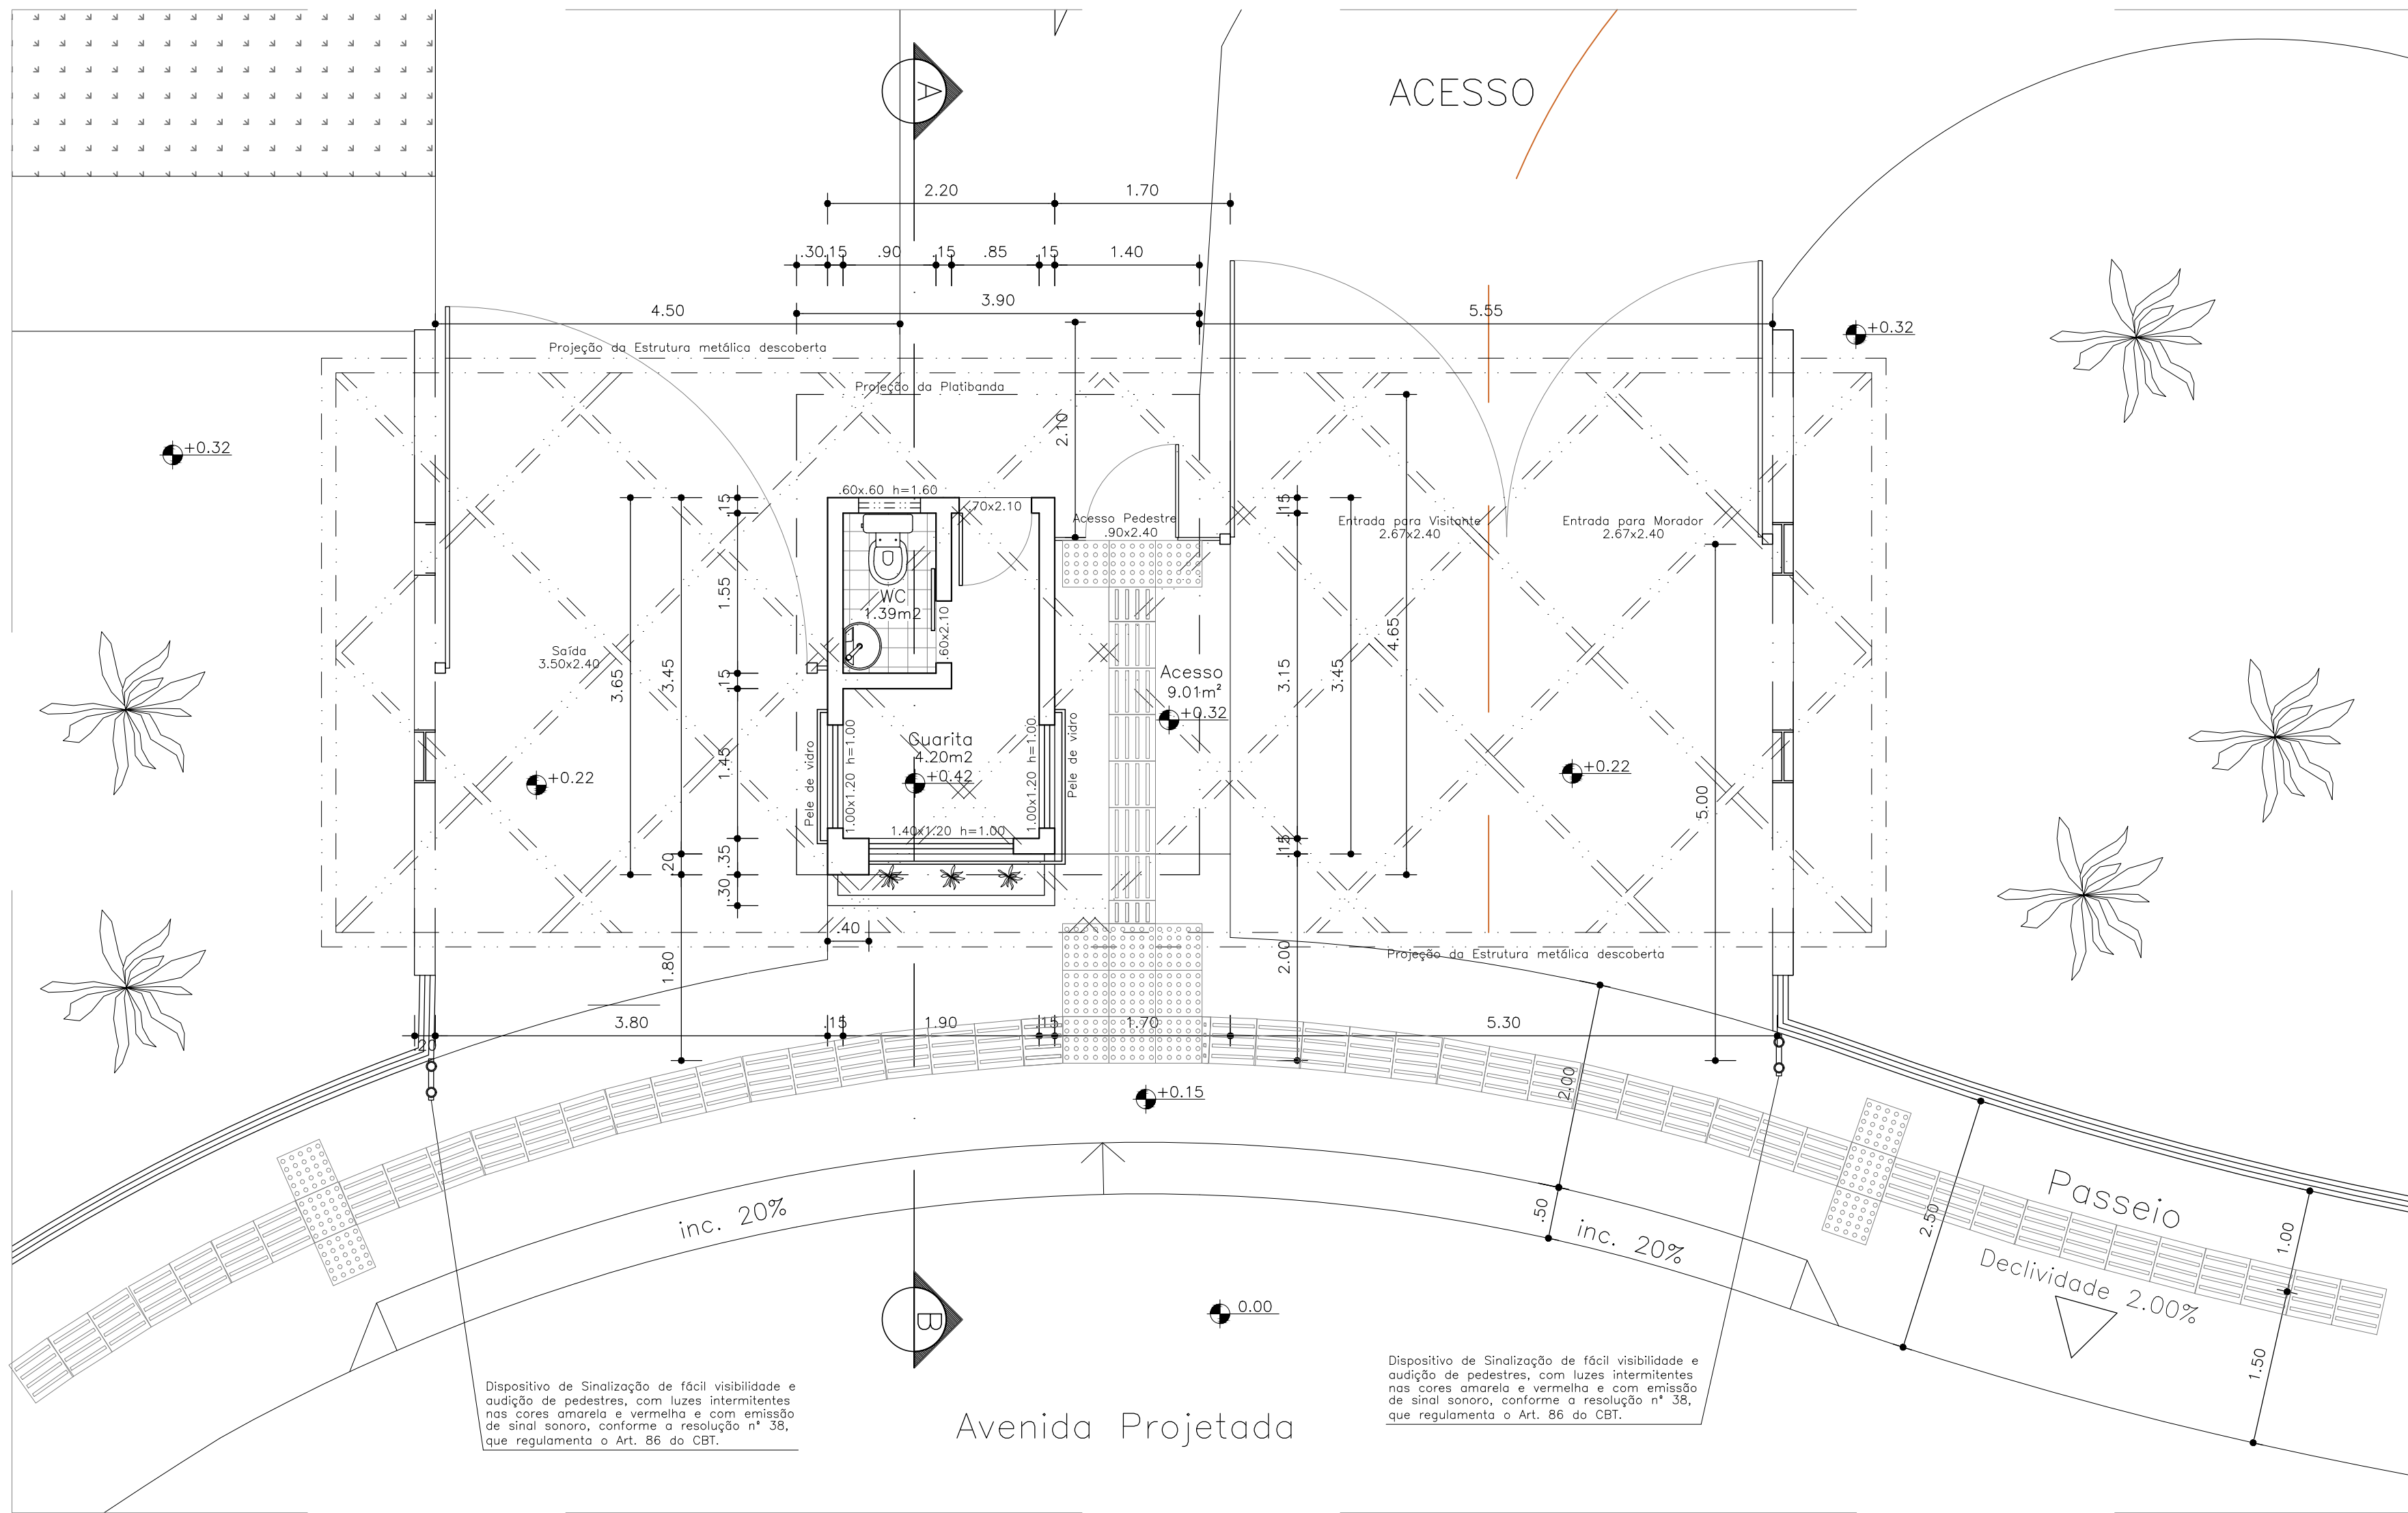 ACESSO
A
2.20
1.70
.30
.15
.90
.15
.85
.15
1.40
3.90
4.50
5.55
+0.32
Projeção da Estrutura metálica descoberta
Projeção da Platibanda
2.10
+0.32
.60x.60 h=1.60
.70x2.10
.15
.15
Acesso Pedestre
.90x2.40
Entrada para Visitante
2.67x2.40
Entrada para Morador
2.67x2.40
1.55
WC
1.39m2
.60x2.10
4.65
Saída
3.50x2.40
3.65
3.45
.15
Acesso
9.01m²
+0.32
3.15
3.45
Pele de vidro
1.00x1.20 h=1.00
Guarita
4.20m2
+0.42
1.00x1.20 h=1.00
Pele de vidro
1.45
+0.22
+0.22
5.00
1.40x1.20 h=1.00
.20
.35
.30
.15
.40
1.80
2.00
Projeção da Estrutura metálica descoberta
.20
3.80
.15
1.90
.15
1.70
5.30
+0.15
2.00
.50
inc. 20%
inc. 20%
2.50
Passeio
Declividade 2.00%
1.00
1.50
B
0.00
Dispositivo de Sinalização de fácil visibilidade e
audição de pedestres, com luzes intermitentes
nas cores amarela e vermelha e com emissão
de sinal sonoro, conforme a resolução n° 38,
que regulamenta o Art. 86 do CBT.
Avenida Projetada
Dispositivo de Sinalização de fácil visibilidade e
audição de pedestres, com luzes intermitentes
nas cores amarela e vermelha e com emissão
de sinal sonoro, conforme a resolução n° 38,
que regulamenta o Art. 86 do CBT.